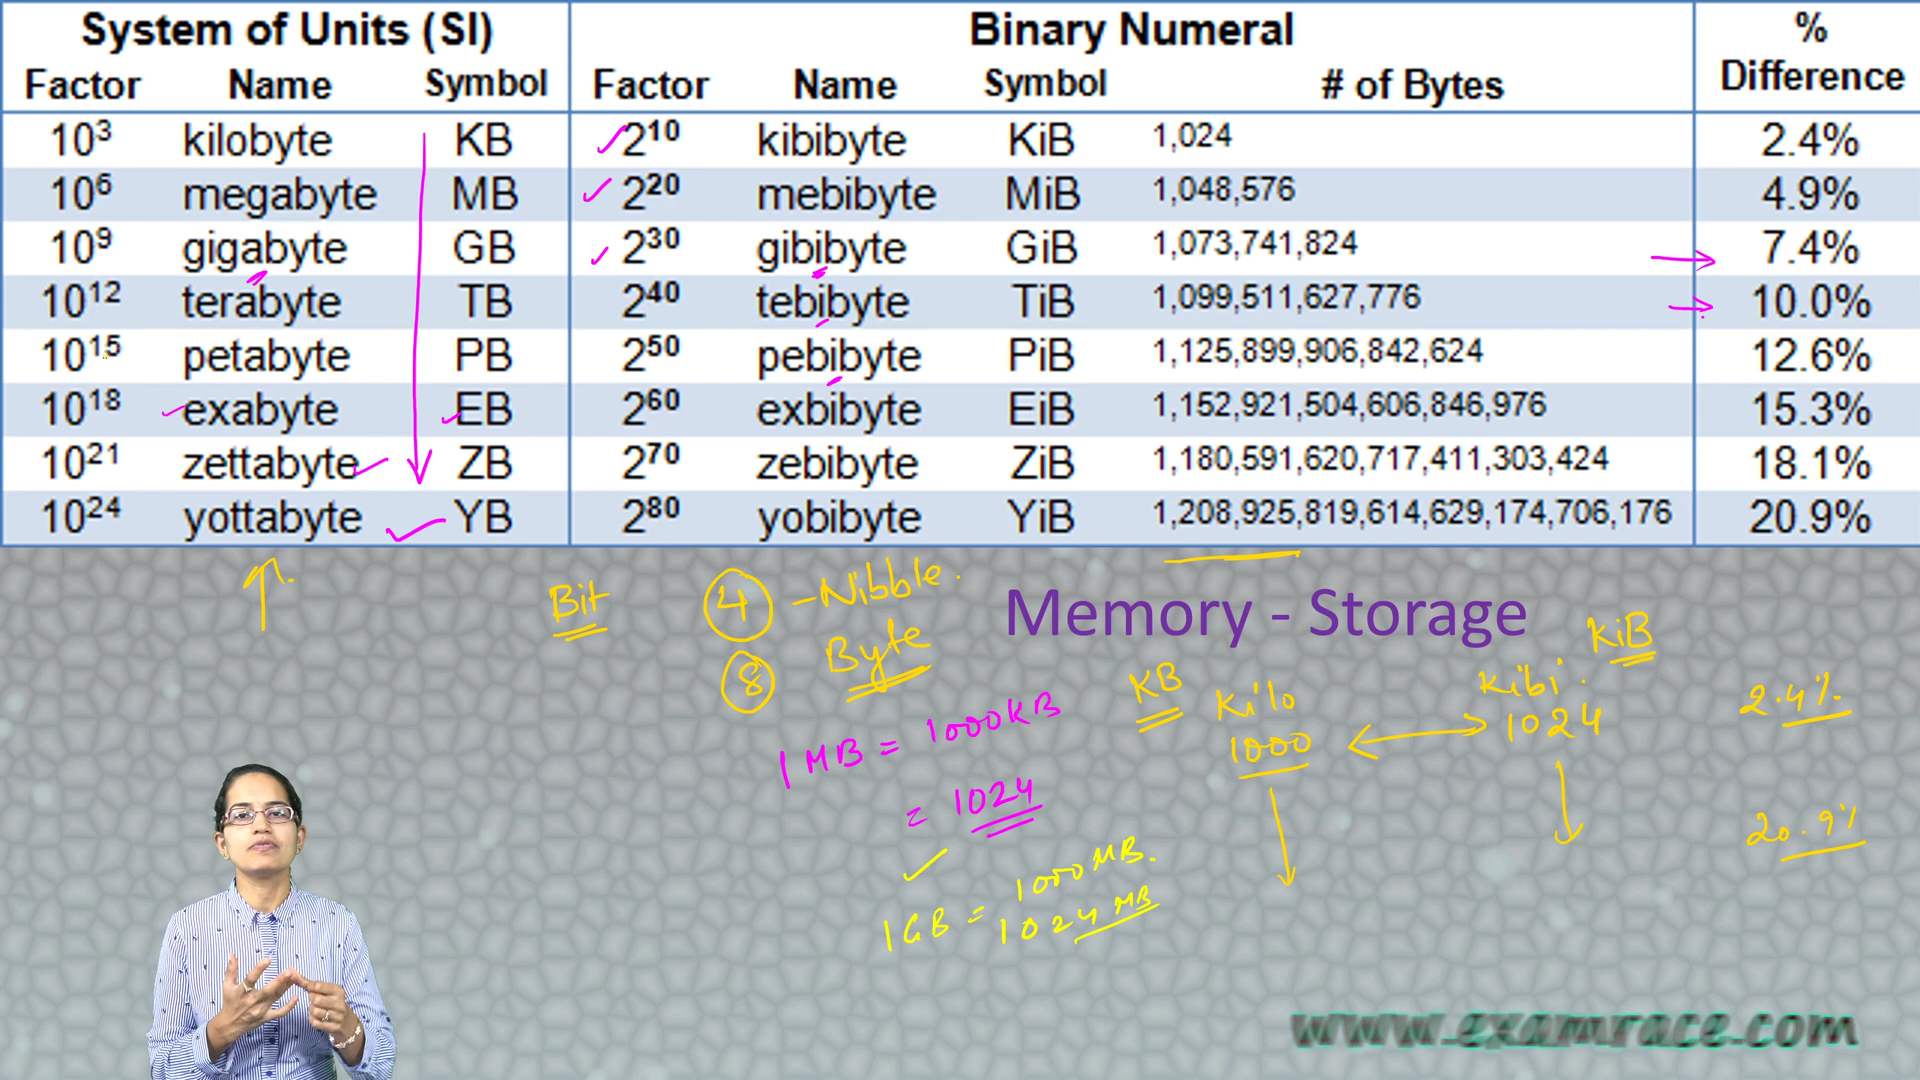 System of Units (SI) Binary Numeral %
Factor Name Symbol Factor Name Symbol # of Bytes Difference
10³ kilobyte KB 2¹⁰ kibibyte KiB 1,024 2.4%
10⁶ megabyte MB 2²⁰ mebibyte MiB 1,048,576 4.9%
10⁹ gigabyte GB 2³⁰ gibibyte GiB 1,073,741,824 7.4%
10¹² terabyte TB 2⁴⁰ tebibyte TiB 1,099,511,627,776 10.0%
10¹⁵ petabyte PB 2⁵⁰ pebibyte PiB 1,125,899,906,842,624 12.6%
10¹⁸ exabyte EB 2⁶⁰ exbibyte EiB 1,152,921,504,606,846,976 15.3%
10²¹ zettabyte ZB 2⁷⁰ zebibyte ZiB 1,180,591,620,717,411,303,424 18.1%
10²⁴ yottabyte YB 2⁸⁰ yobibyte YiB 1,208,925,819,614,629,174,706,176 20.9%
Bit
4 - Nibble.
8 Byte
Memory - Storage
KB Kilo Kibi. KiB
1000 1024
2.4%.
1 MB = 1000KB
= 1024
20.9%
1 GB = 1000 MB.
1024 MB
www.examrace.com